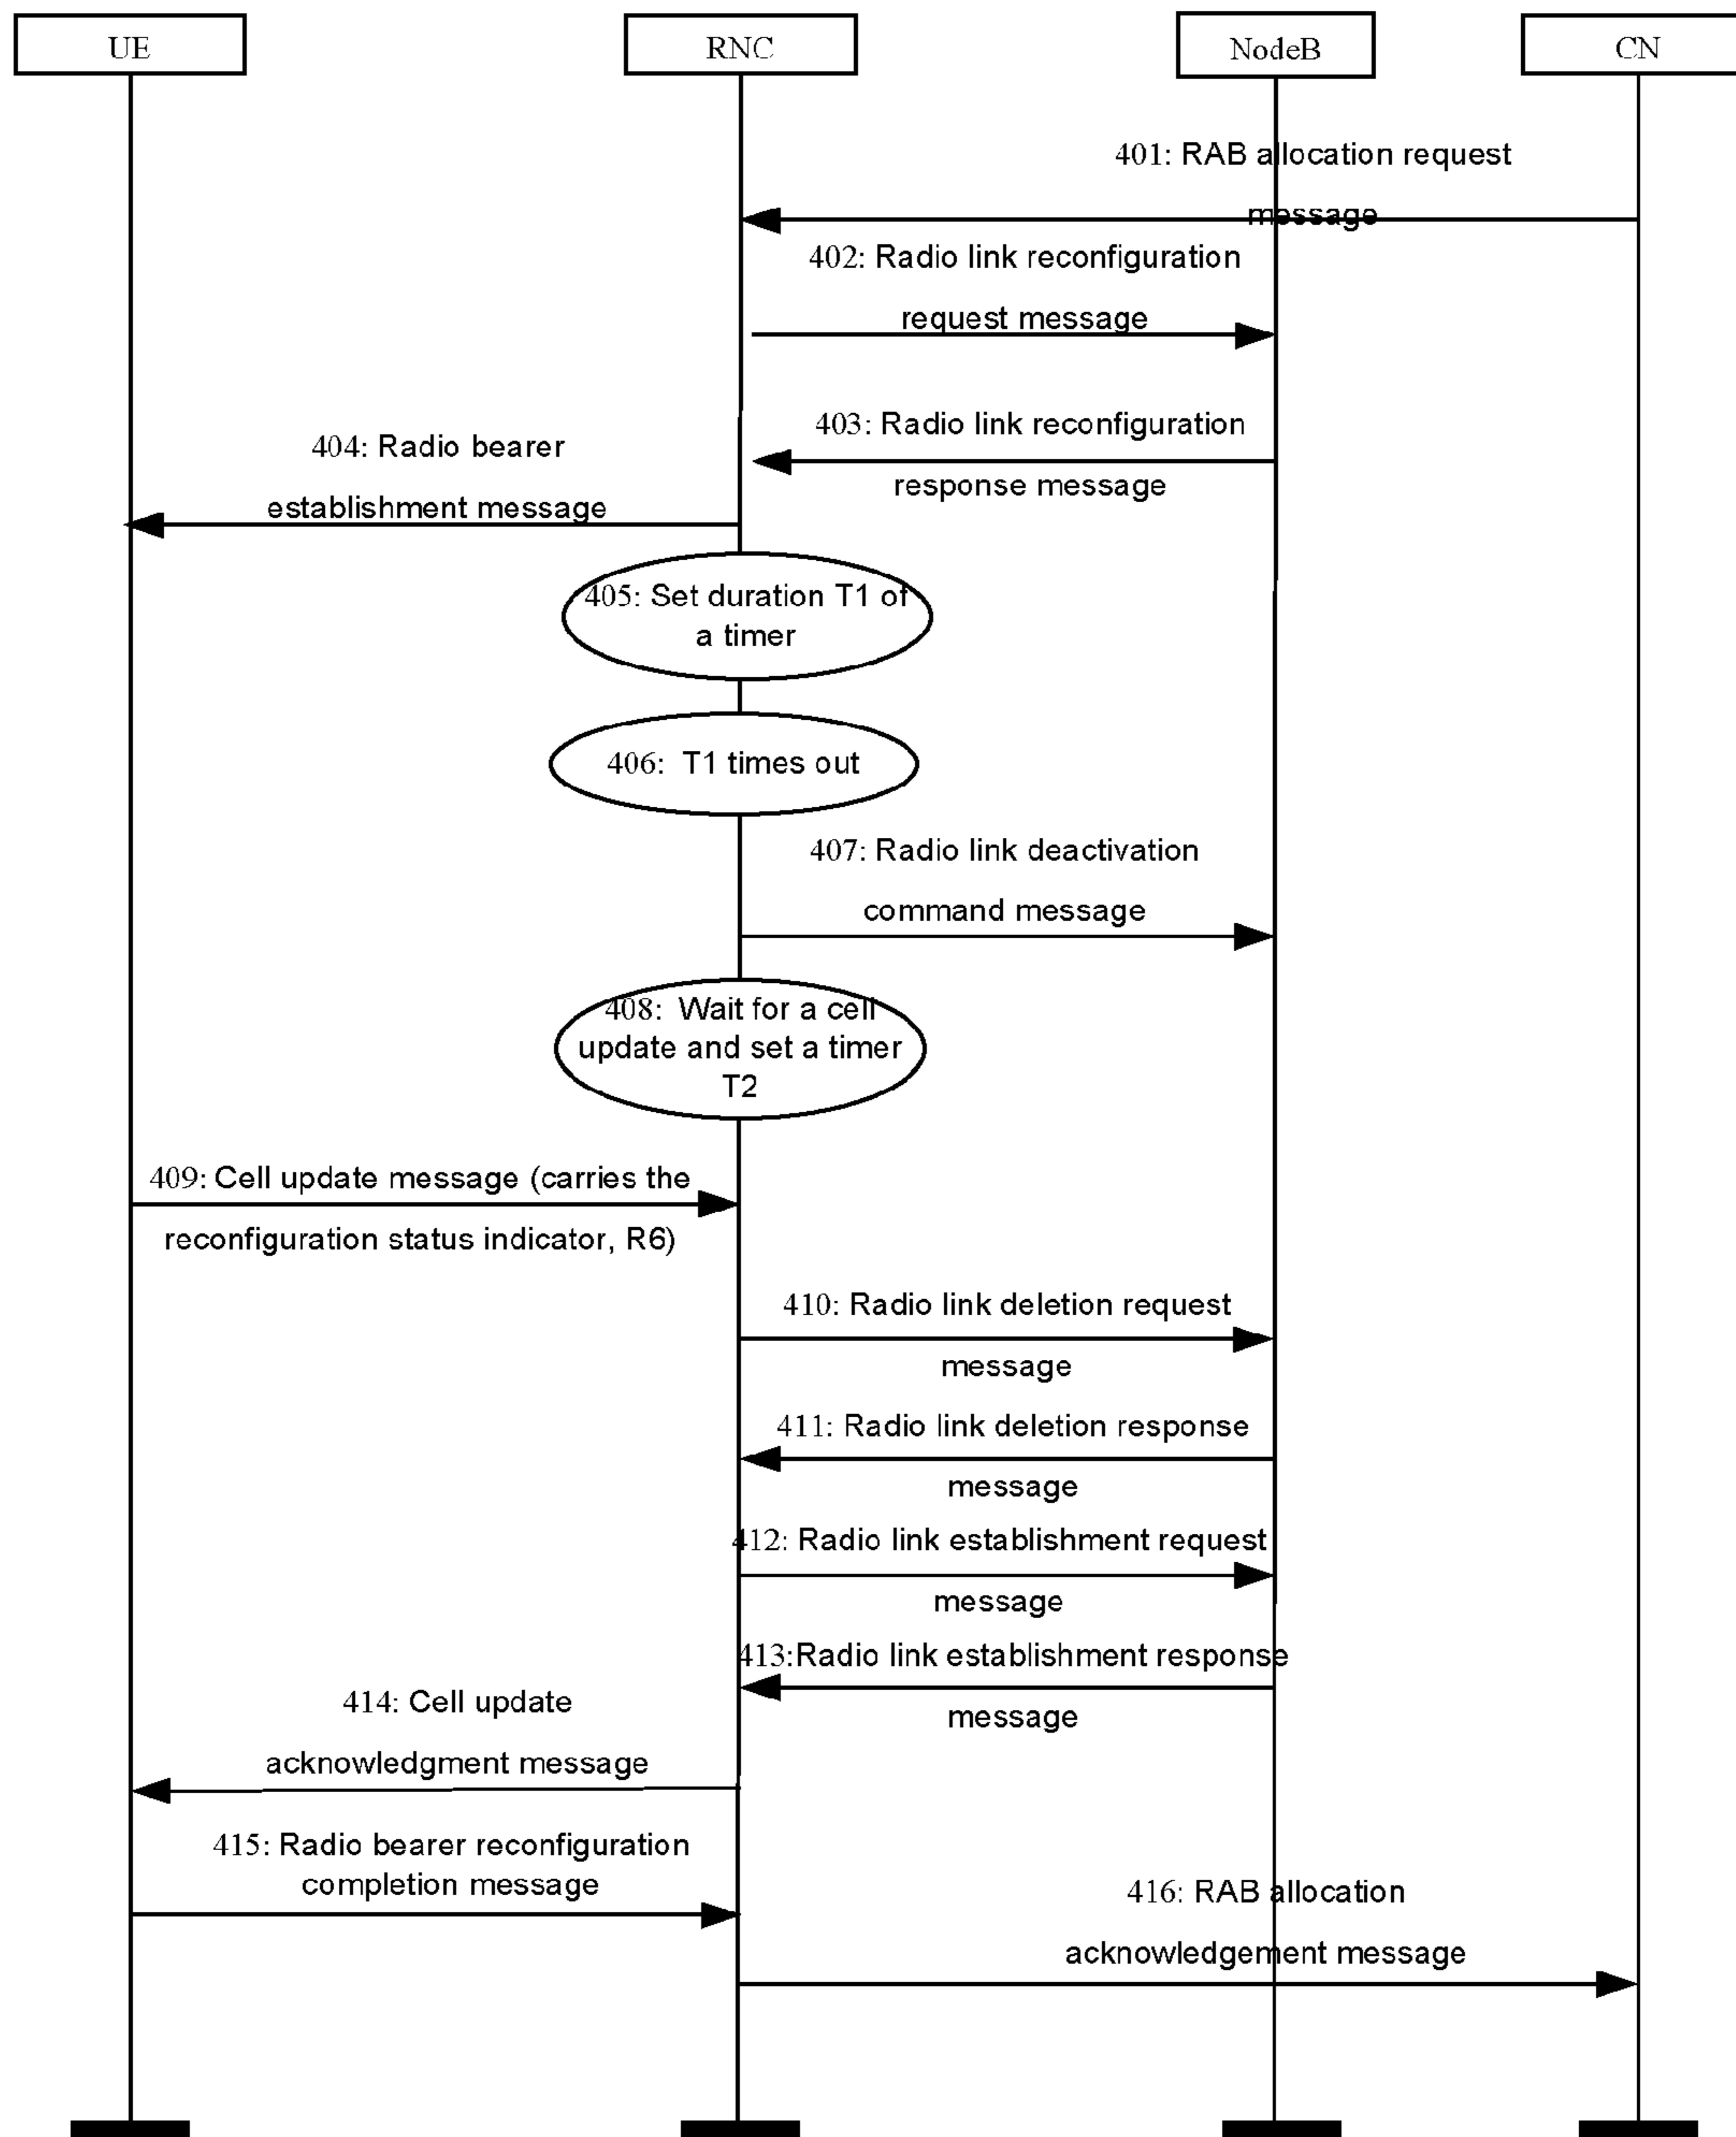 UE
RNC
NodeB
CN
401: RAB allocation request
message
402: Radio link reconfiguration
request message
403: Radio link reconfiguration
response message
404: Radio bearer
establishment message
405: Set duration T1 of
a timer
406: T1 times out
407: Radio link deactivation
command message
408: Wait for a cell
update and set a timer
T2
409: Cell update message (carries the
reconfiguration status indicator, R6)
410: Radio link deletion request
message
411: Radio link deletion response
message
412: Radio link establishment request
message
413:Radio link establishment response
message
414: Cell update
acknowledgment message
415: Radio bearer reconfiguration
completion message
416: RAB allocation
acknowledgement message